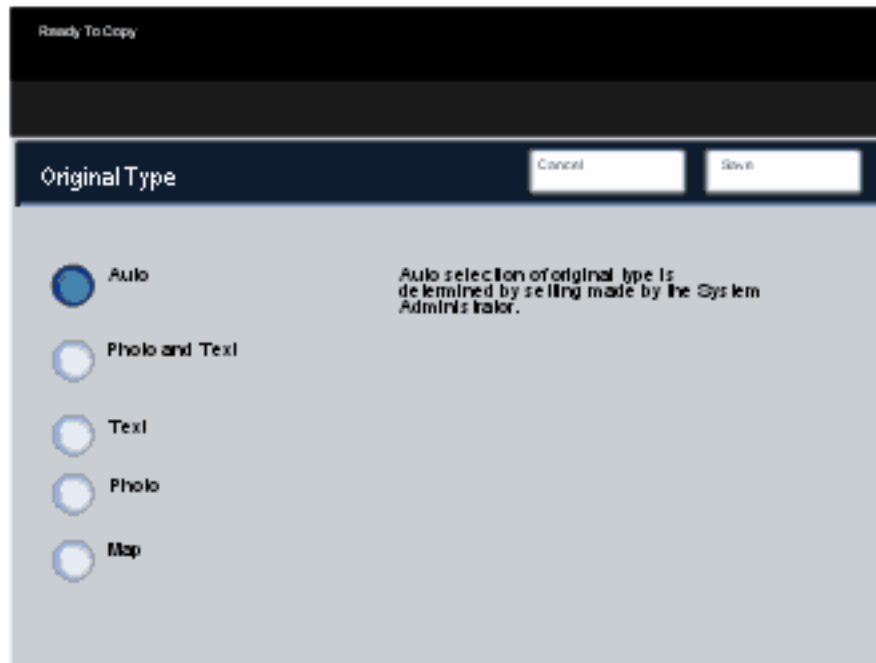 Ready To Copy
Original Type
Cancel
Save
Auto
Auto selection of original type is
determined by setting made by the System
Administrator.
Photo and Text
Text
Photo
Map